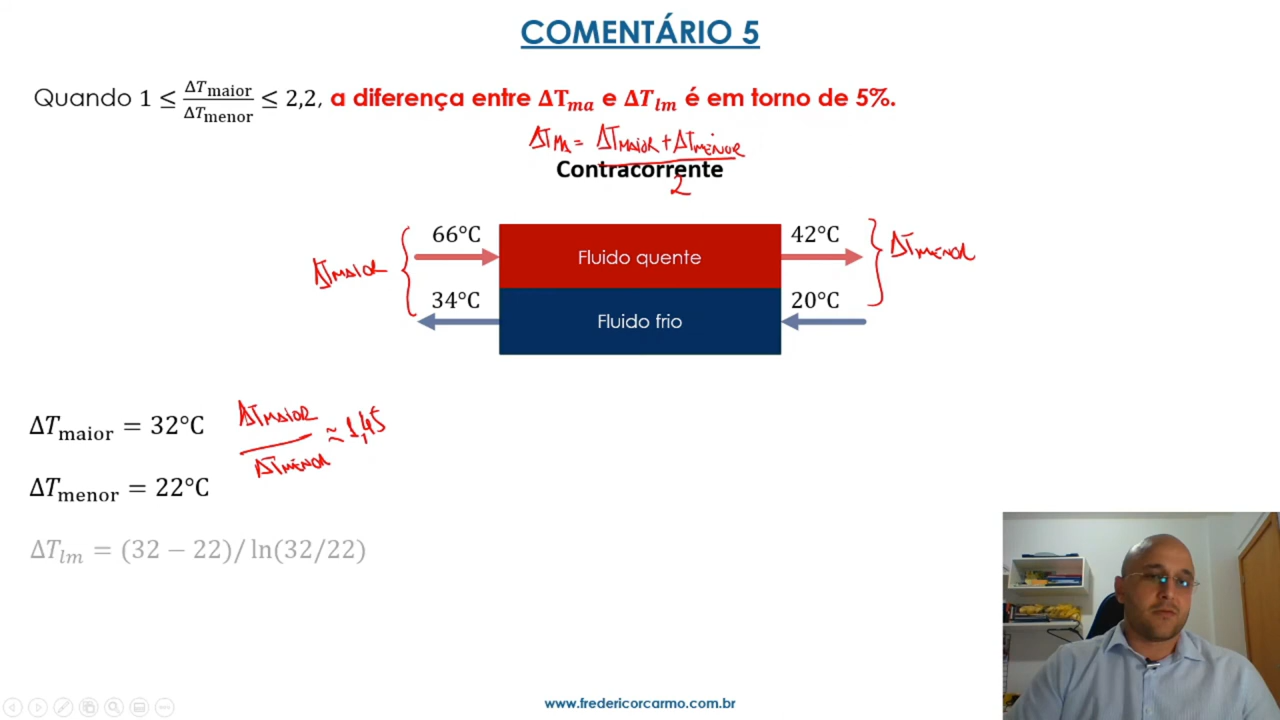 COMENTÁRIO 5
Quando 1 ≤ ΔTmaior/ΔTmenor ≤ 2,2, a diferença entre ΔTma e ΔTlm é em torno de 5%.
ΔTMA = ΔTMAIOR + ΔTMENOR / 2
Contracorrente
66°C Fluido quente 42°C
ΔTMAIOR ΔTMENOR
34°C Fluido frio 20°C
ΔTmaior = 32°C
ΔTMAIOR / ΔTMENOR ≈ 1,45
ΔTmenor = 22°C
ΔTlm = (32 − 22)/ ln(32/22)
www.fredericorcarmo.com.br